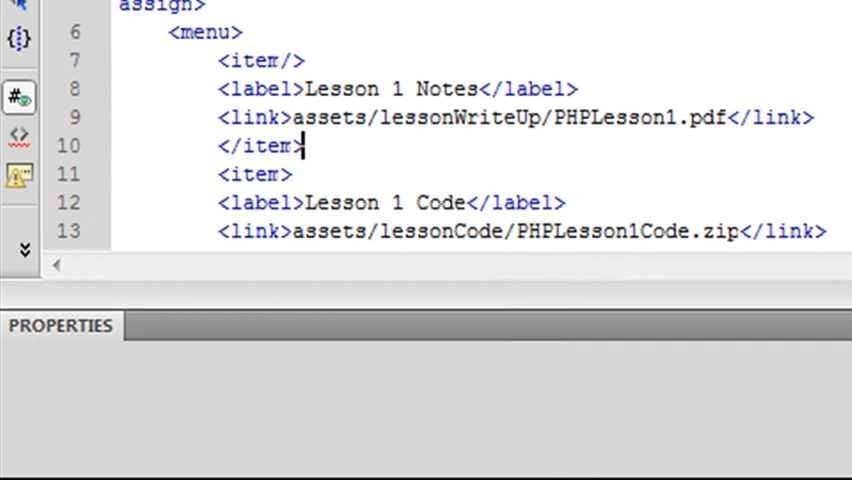 assign>
6 <menu>
7 <item/>
8 <label>Lesson 1 Notes</label>
9 <link>assets/lessonWriteUp/PHPLesson1.pdf</link>
10 </item>
11 <item>
12 <label>Lesson 1 Code</label>
13 <link>assets/lessonCode/PHPLesson1Code.zip</link>
PROPERTIES